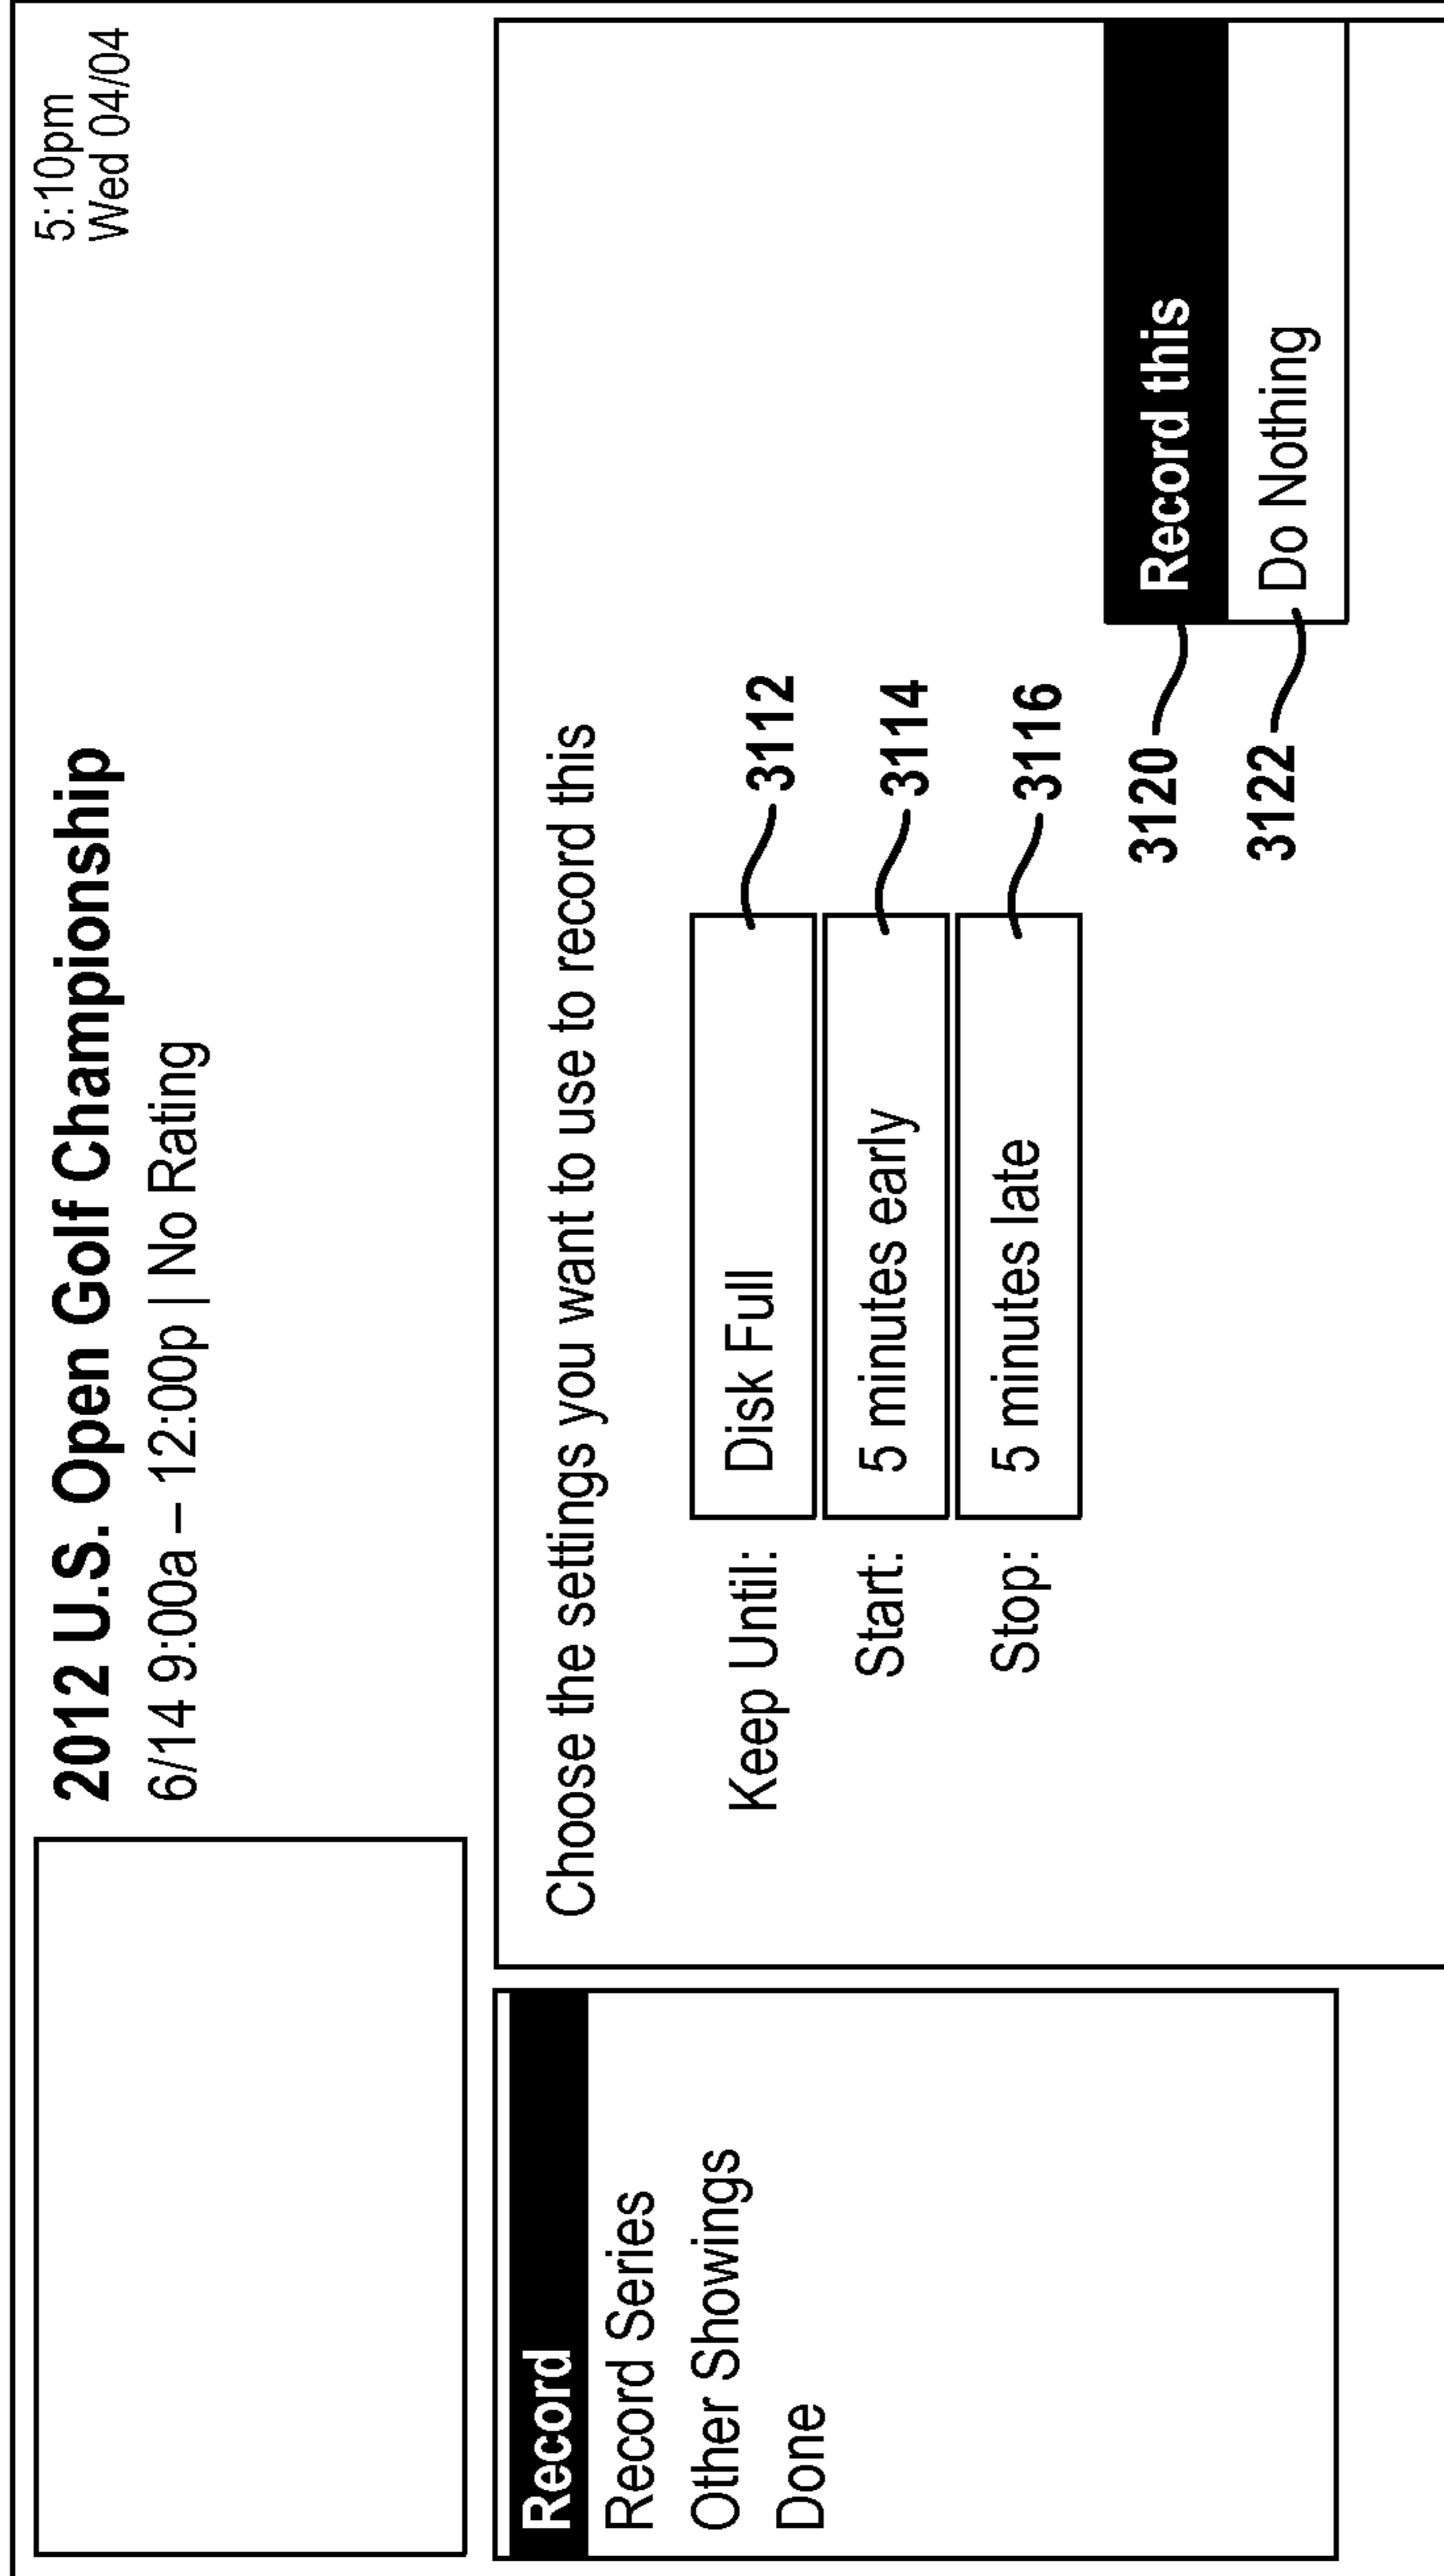 2012 U.S. Open Golf Championship
6/14 9:00a – 12:00p | No Rating
5:10pm
Wed 04/04
Record
Record Series
Other Showings
Done
Choose the settings you want to use to record this
Keep Until: Disk Full 3112
Start: 5 minutes early 3114
Stop: 5 minutes late 3116
3120 Record this
3122 Do Nothing